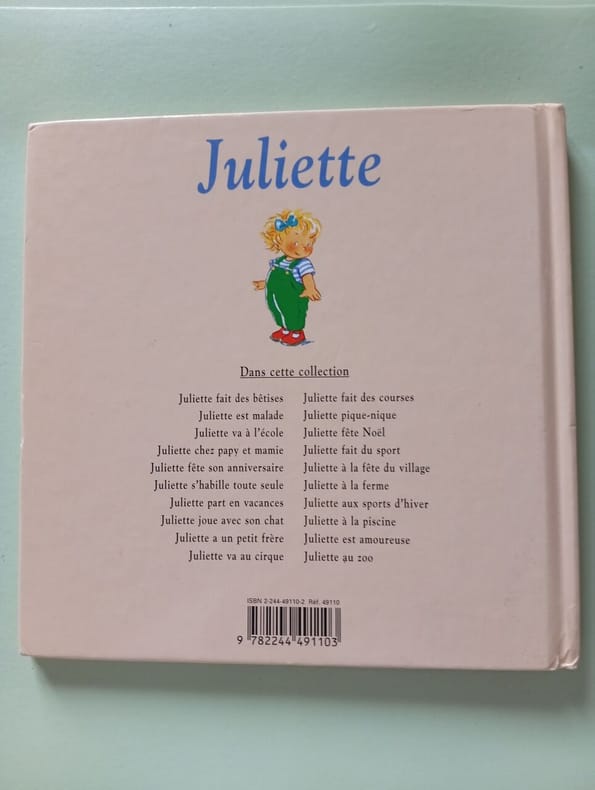 Juliette
Dans cette collection
Juliette fait des bêtises
Juliette est malade
Juliette va à l'école
Juliette chez papy et mamie
Juliette fête son anniversaire
Juliette s'habille toute seule
Juliette part en vacances
Juliette joue avec son chat
Juliette a un petit frère
Juliette va au cirque
Juliette fait des courses
Juliette pique-nique
Juliette fête Noël
Juliette fait du sport
Juliette à la fête du village
Juliette à la ferme
Juliette aux sports d'hiver
Juliette à la piscine
Juliette est amoureuse
Juliette au zoo
ISBN 2-244-49110-2 Réf. 49110
9 782244 491103